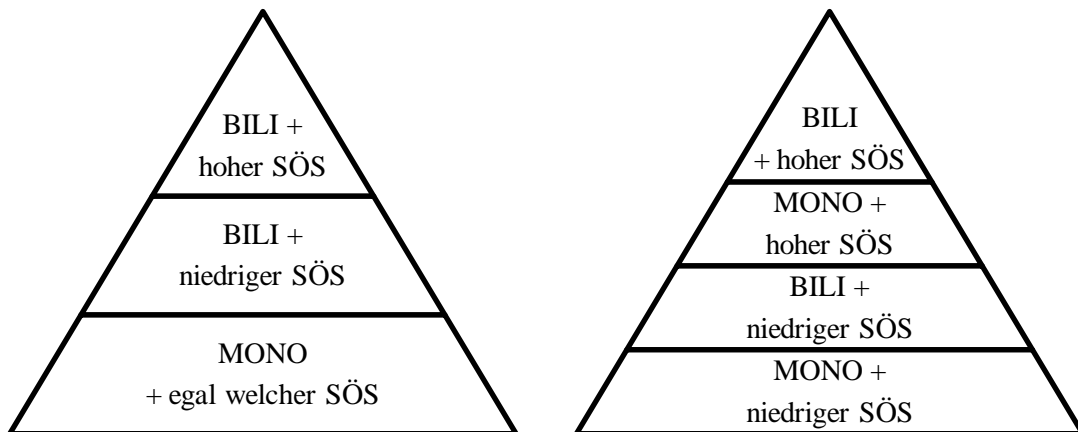 BILI +
hoher SÖS
BILI +
niedriger SÖS
MONO
+ egal welcher SÖS
BILI
+ hoher SÖS
MONO +
hoher SÖS
BILI +
niedriger SÖS
MONO +
niedriger SÖS